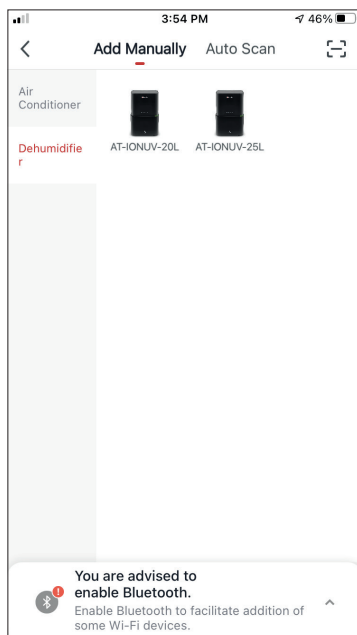 3:54 PM
46%
Add Manually
Auto Scan
Air
Conditioner
Dehumidifie
r
AT-IONUV-20L
AT-IONUV-25L
You are advised to
enable Bluetooth.
Enable Bluetooth to facilitate addition of
some Wi-Fi devices.